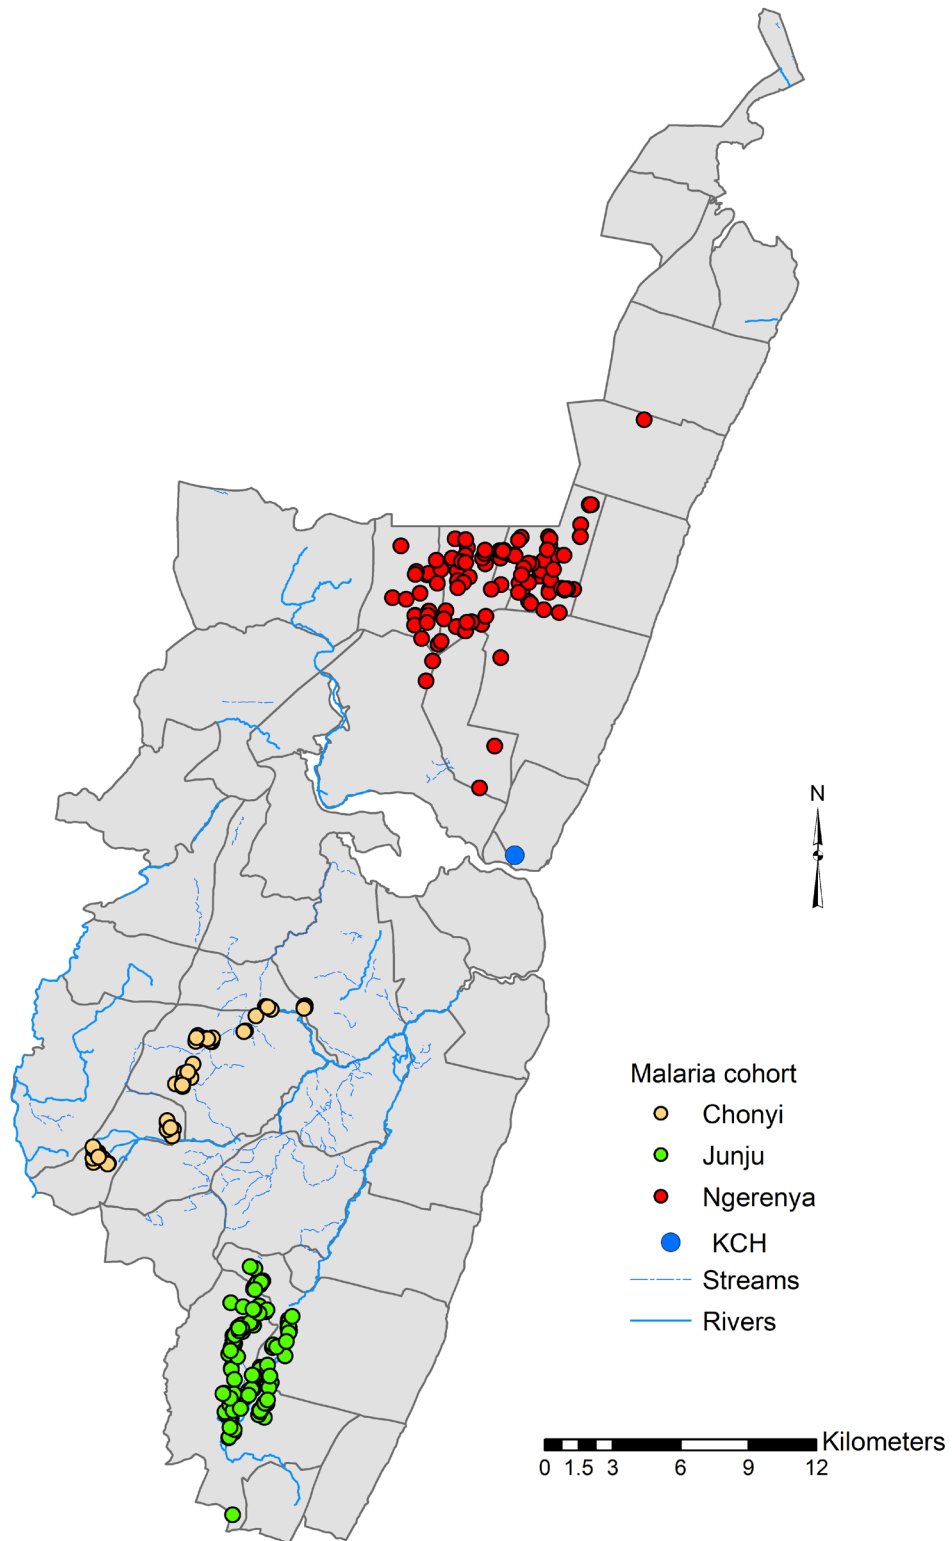 N
Malaria cohort
Chonyi
Junju
Ngerenya
KCH
Streams
Rivers
Kilometers
0 1.5 3 6 9 12